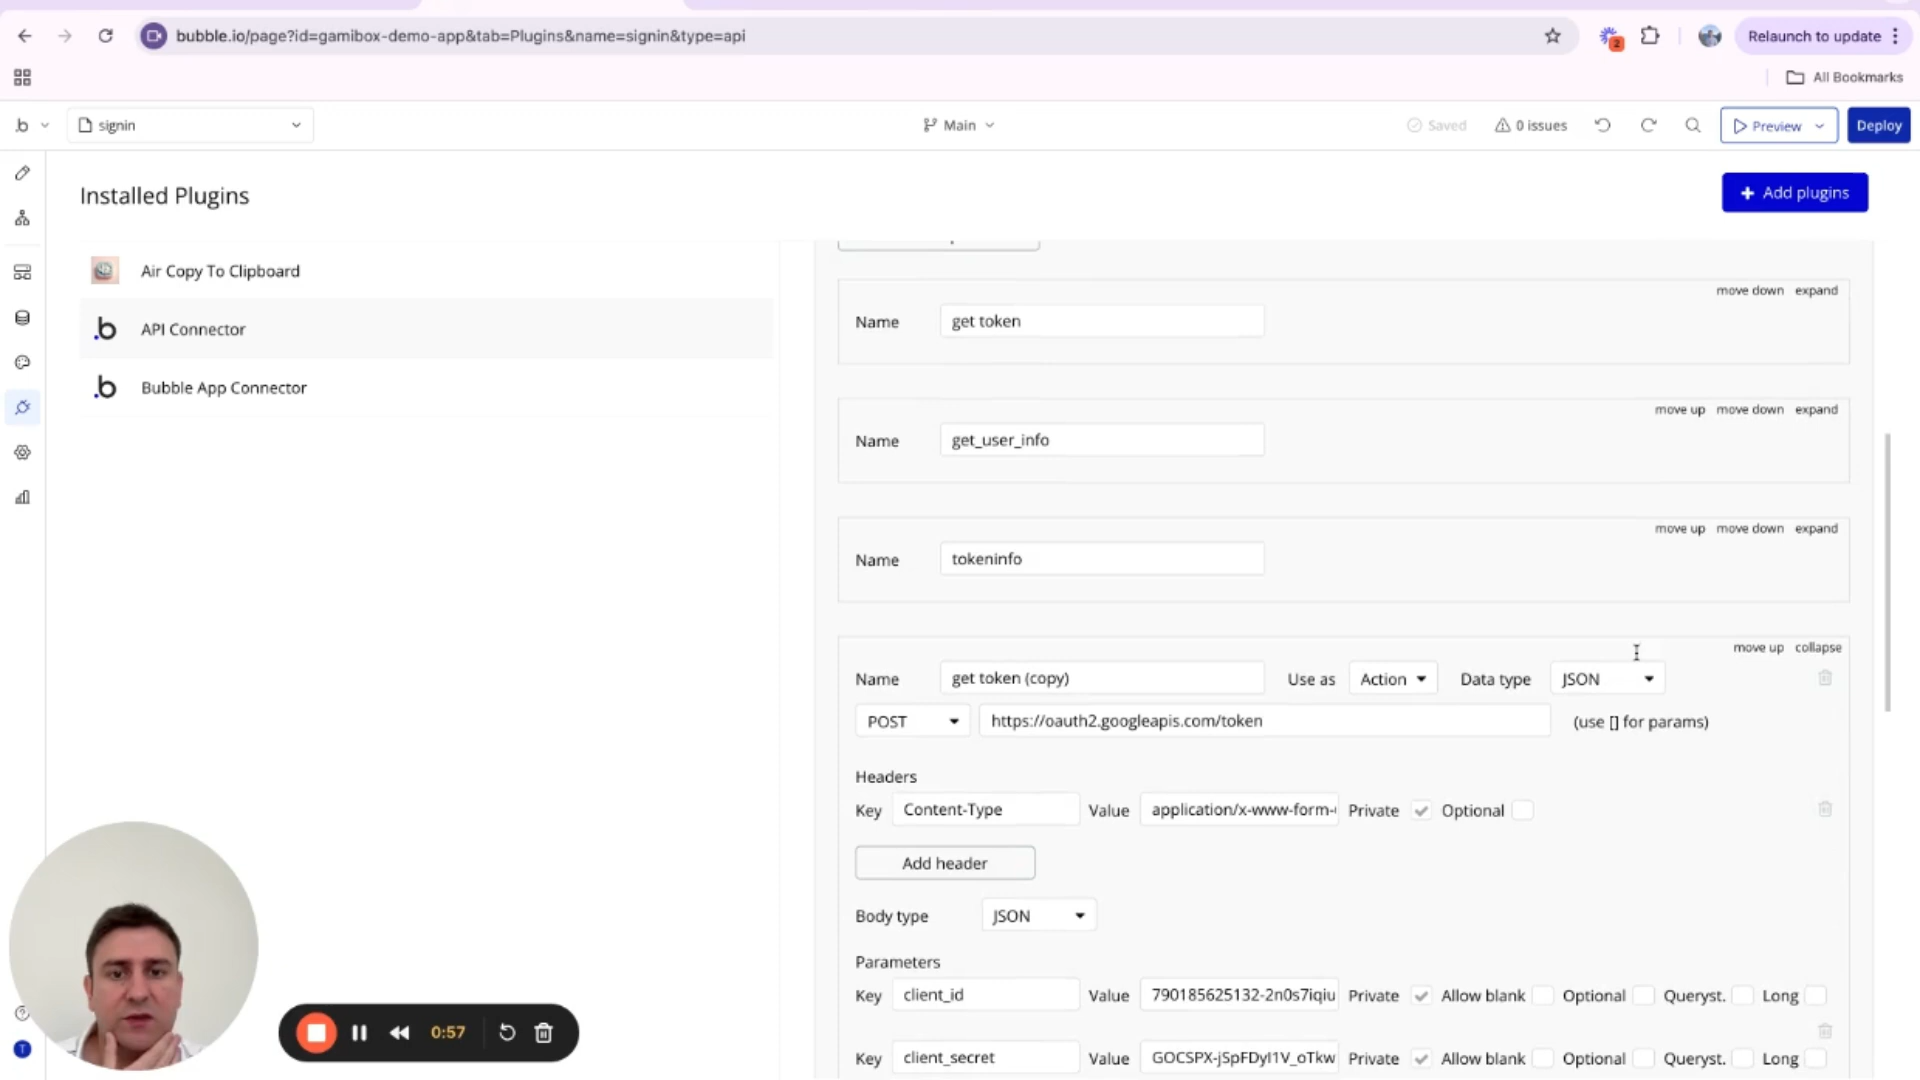 bubble.io/page?id=gamibox-demo-app&tab=Plugins&name=signin&type=api
2
Relaunch to update
All Bookmarks
.b
signin
Main
Saved
0 issues
Preview
Deploy
Installed Plugins
+ Add plugins
Air Copy To Clipboard
.b API Connector
.b Bubble App Connector
move down expand
Name get token
move up move down expand
Name get_user_info
move up move down expand
Name tokeninfo
move up collapse
Name get token (copy) Use as Action Data type JSON
POST https://oauth2.googleapis.com/token (use [] for params)
Headers
Key Content-Type Value application/x-www-form- Private Optional
Add header
Body type JSON
Parameters
Key client_id Value 790185625132-2n0s7iqiu Private Allow blank Optional Queryst. Long
Key client_secret Value GOCSPX-jSpFDyI1V_oTkw Private Allow blank Optional Queryst. Long
0:57
T